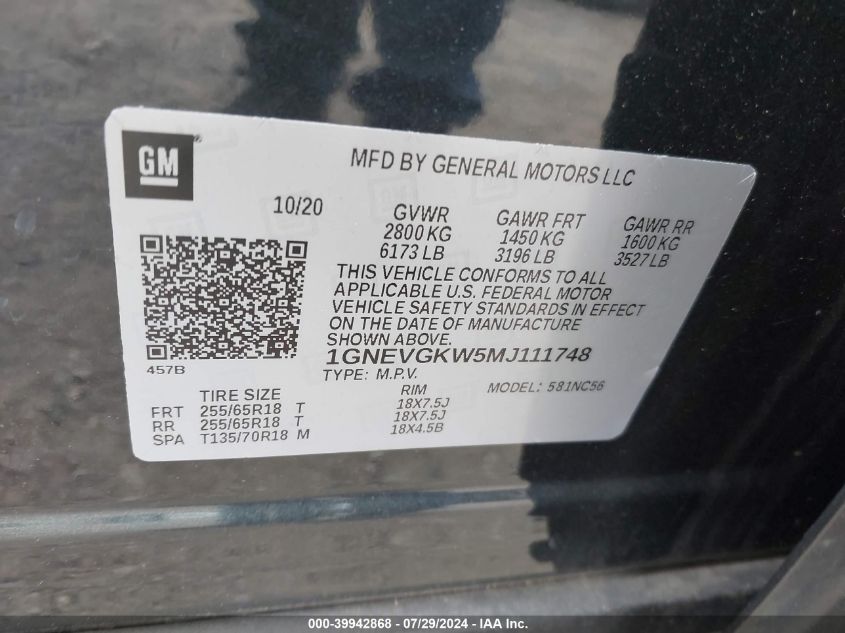 GM®
MFD BY GENERAL MOTORS LLC
10/20
GVWR GAWR FRT GAWR RR
2800 KG 1450 KG 1600 KG
6173 LB 3196 LB 3527 LB
THIS VEHICLE CONFORMS TO ALL
APPLICABLE U.S. FEDERAL MOTOR
VEHICLE SAFETY STANDARDS IN EFFECT
ON THE DATE OF MANUFACTURE
SHOWN ABOVE.
1GNEVGKW5MJ111748
457B
TYPE: M.P.V. MODEL: 581NC56
TIRE SIZE RIM
FRT 255/65R18 T 18X7.5J
RR 255/65R18 T 18X7.5J
SPA T135/70R18 M 18X4.5B
000-39942868 - 07/29/2024 - IAA Inc.